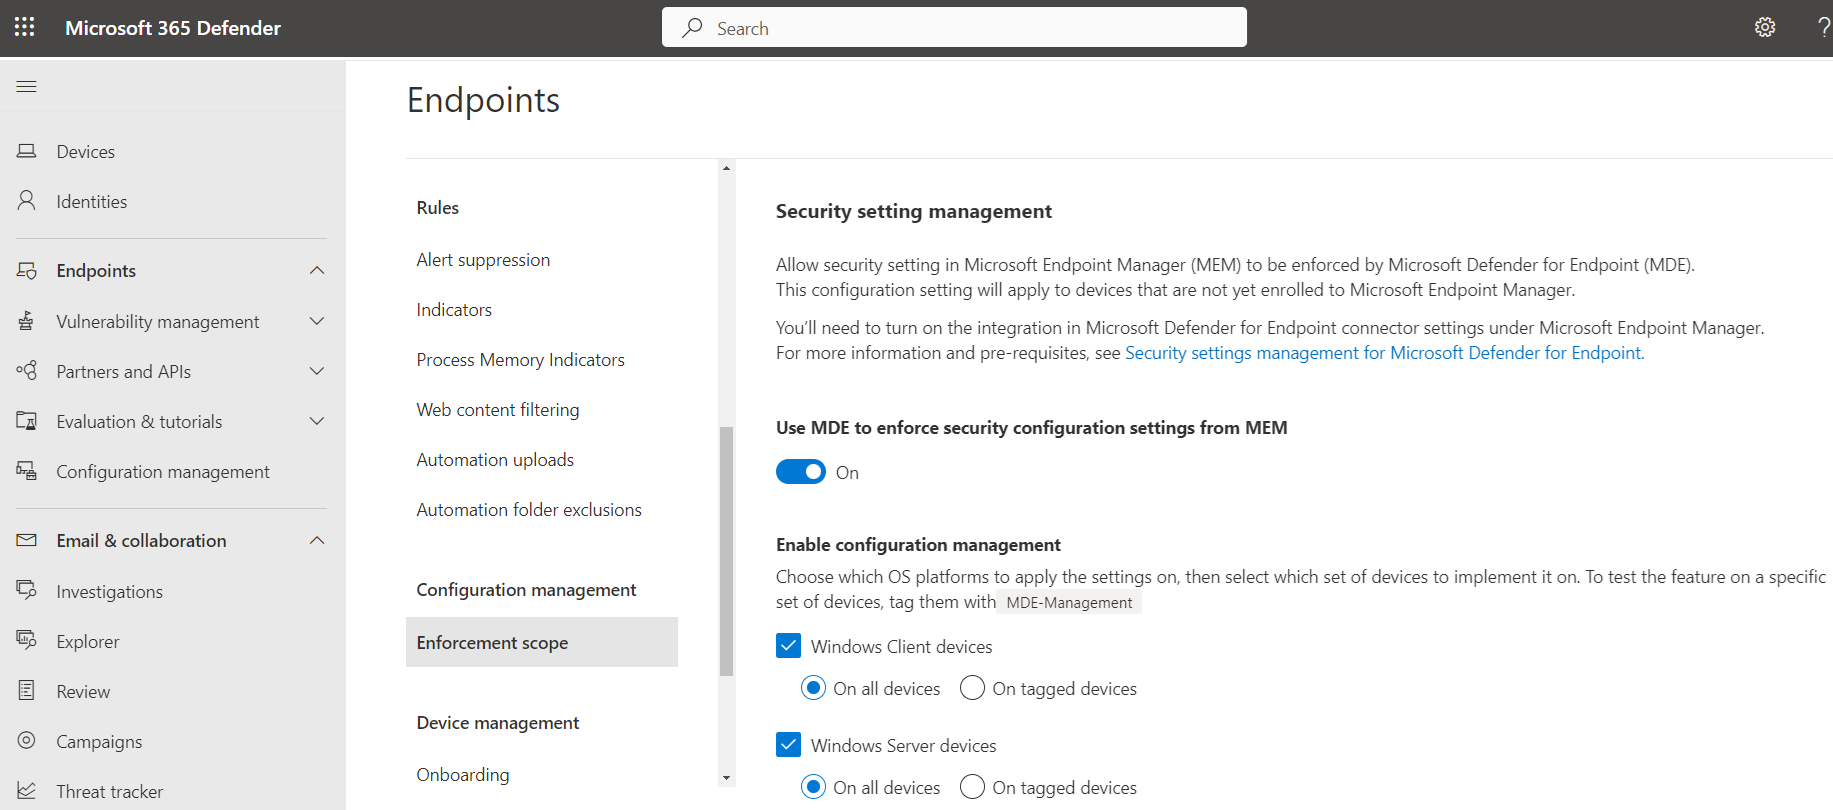 Microsoft 365 Defender
Search
?
Devices
Identities
Endpoints
Vulnerability management
Partners and APIs
Evaluation & tutorials
Configuration management
Email & collaboration
Investigations
Explorer
Review
Campaigns
Threat tracker
Endpoints
Rules
Alert suppression
Indicators
Process Memory Indicators
Web content filtering
Automation uploads
Automation folder exclusions
Configuration management
Enforcement scope
Device management
Onboarding
Security setting management
Allow security setting in Microsoft Endpoint Manager (MEM) to be enforced by Microsoft Defender for Endpoint (MDE).
This configuration setting will apply to devices that are not yet enrolled to Microsoft Endpoint Manager.
You’ll need to turn on the integration in Microsoft Defender for Endpoint connector settings under Microsoft Endpoint Manager.
For more information and pre-requisites, see Security settings management for Microsoft Defender for Endpoint.
Use MDE to enforce security configuration settings from MEM
On
Enable configuration management
Choose which OS platforms to apply the settings on, then select which set of devices to implement it on. To test the feature on a specific
set of devices, tag them with MDE-Management
Windows Client devices
On all devices On tagged devices
Windows Server devices
On all devices On tagged devices